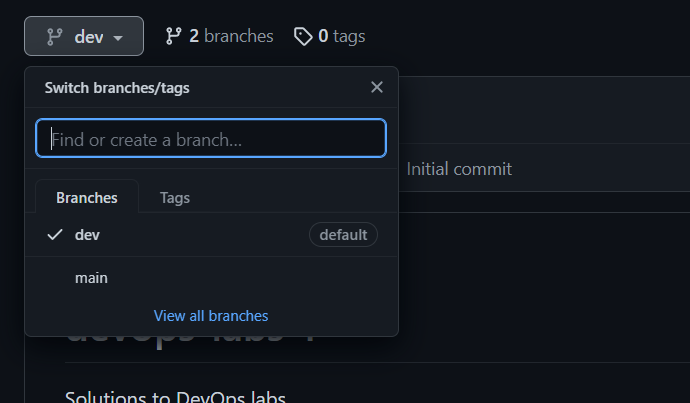 dev
2 branches
0 tags
Switch branches/tags
Find or create a branch...
Initial commit
Branches
Tags
dev
default
main
View all branches
Solutions to DevOps labs